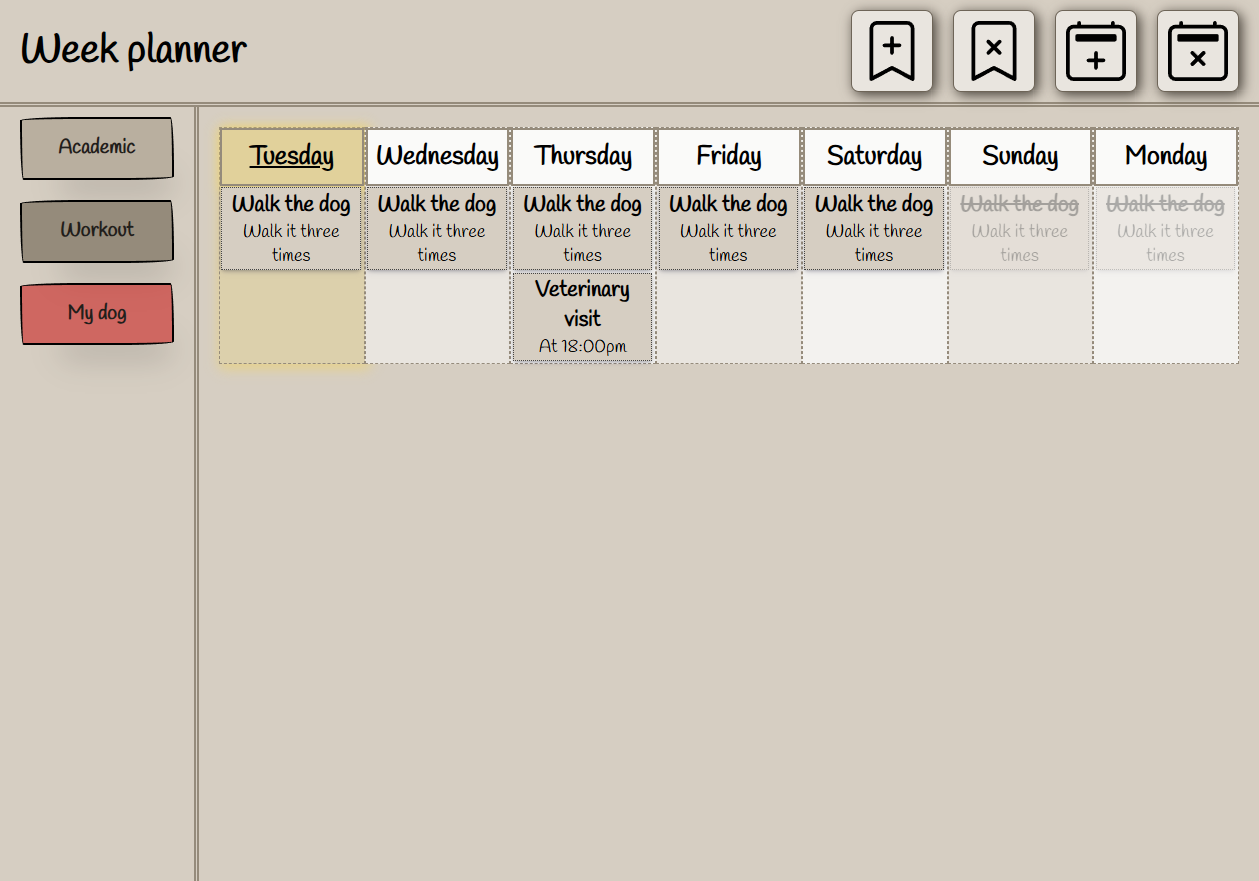 Week planner
Academic
Workout
My dog
Tuesday Wednesday Thursday Friday Saturday Sunday Monday
Walk the dog Walk the dog Walk the dog Walk the dog Walk the dog Walk the dog Walk the dog
Walk it three Walk it three Walk it three Walk it three Walk it three Walk it three Walk it three
times times times times times times times
Veterinary
visit
At 18:00pm